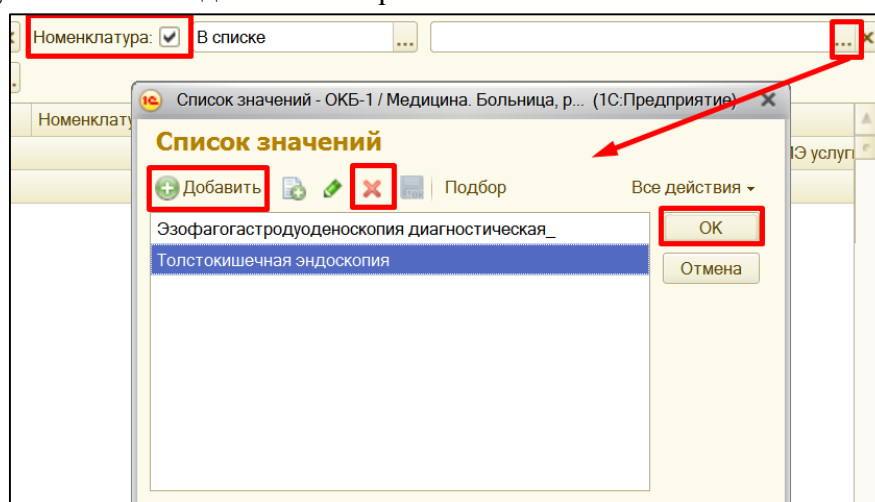 Номенклатура: В списке ... ...
Номенклат
ІЭ услуг
Список значений - ОКБ-1 / Медицина. Больница, р... (1С:Предприятие)
Список значений
Добавить Подбор Все действия
Эзофагогастродуоденоскопия диагностическая_
Толстокишечная эндоскопия
ОК
Отмена